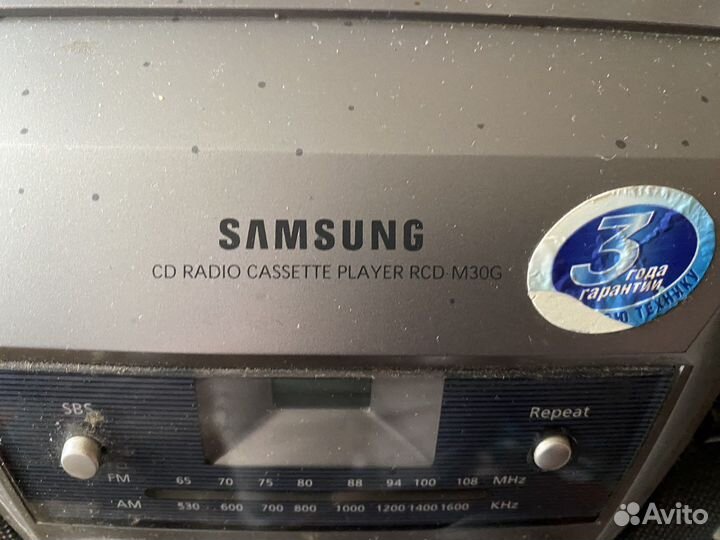 SAMSUNG
CD RADIO CASSETTE PLAYER RCD-M30G
3 года
гарантии
ТЕХНИКУ
SBS
Repeat
FM 65 70 75 80 88 94 100 108 MHz
AM 530 600 700 800 1000 1200 1400 1600 KHz
Avito